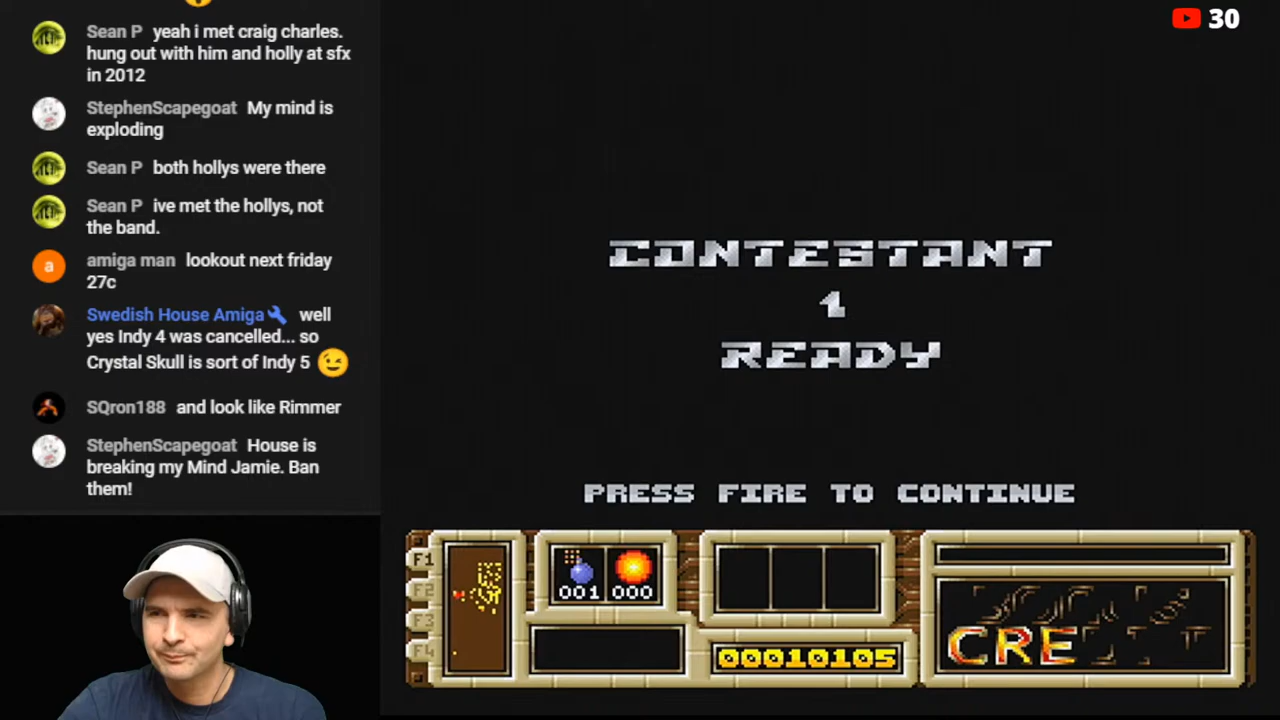 30
Sean P yeah i met craig charles.
hung out with him and holly at sfx
in 2012
StephenScapegoat My mind is
exploding
Sean P both hollys were there
Sean P ive met the hollys, not
the band.
a amiga man lookout next friday
27c
Swedish House Amiga well
yes Indy 4 was cancelled... so
Crystal Skull is sort of Indy 5
SQron188 and look like Rimmer
StephenScapegoat House is
breaking my Mind Jamie. Ban
them!
CONTESTANT
1
READY
PRESS FIRE TO CONTINUE
F1
F2
F3
F4
001 000
00010105
CRE